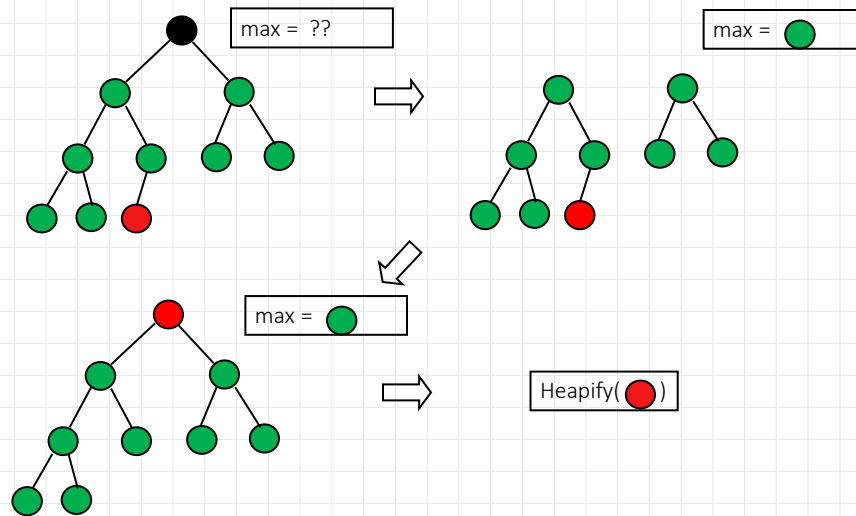 max = ??
max =
max =
Heapify( )